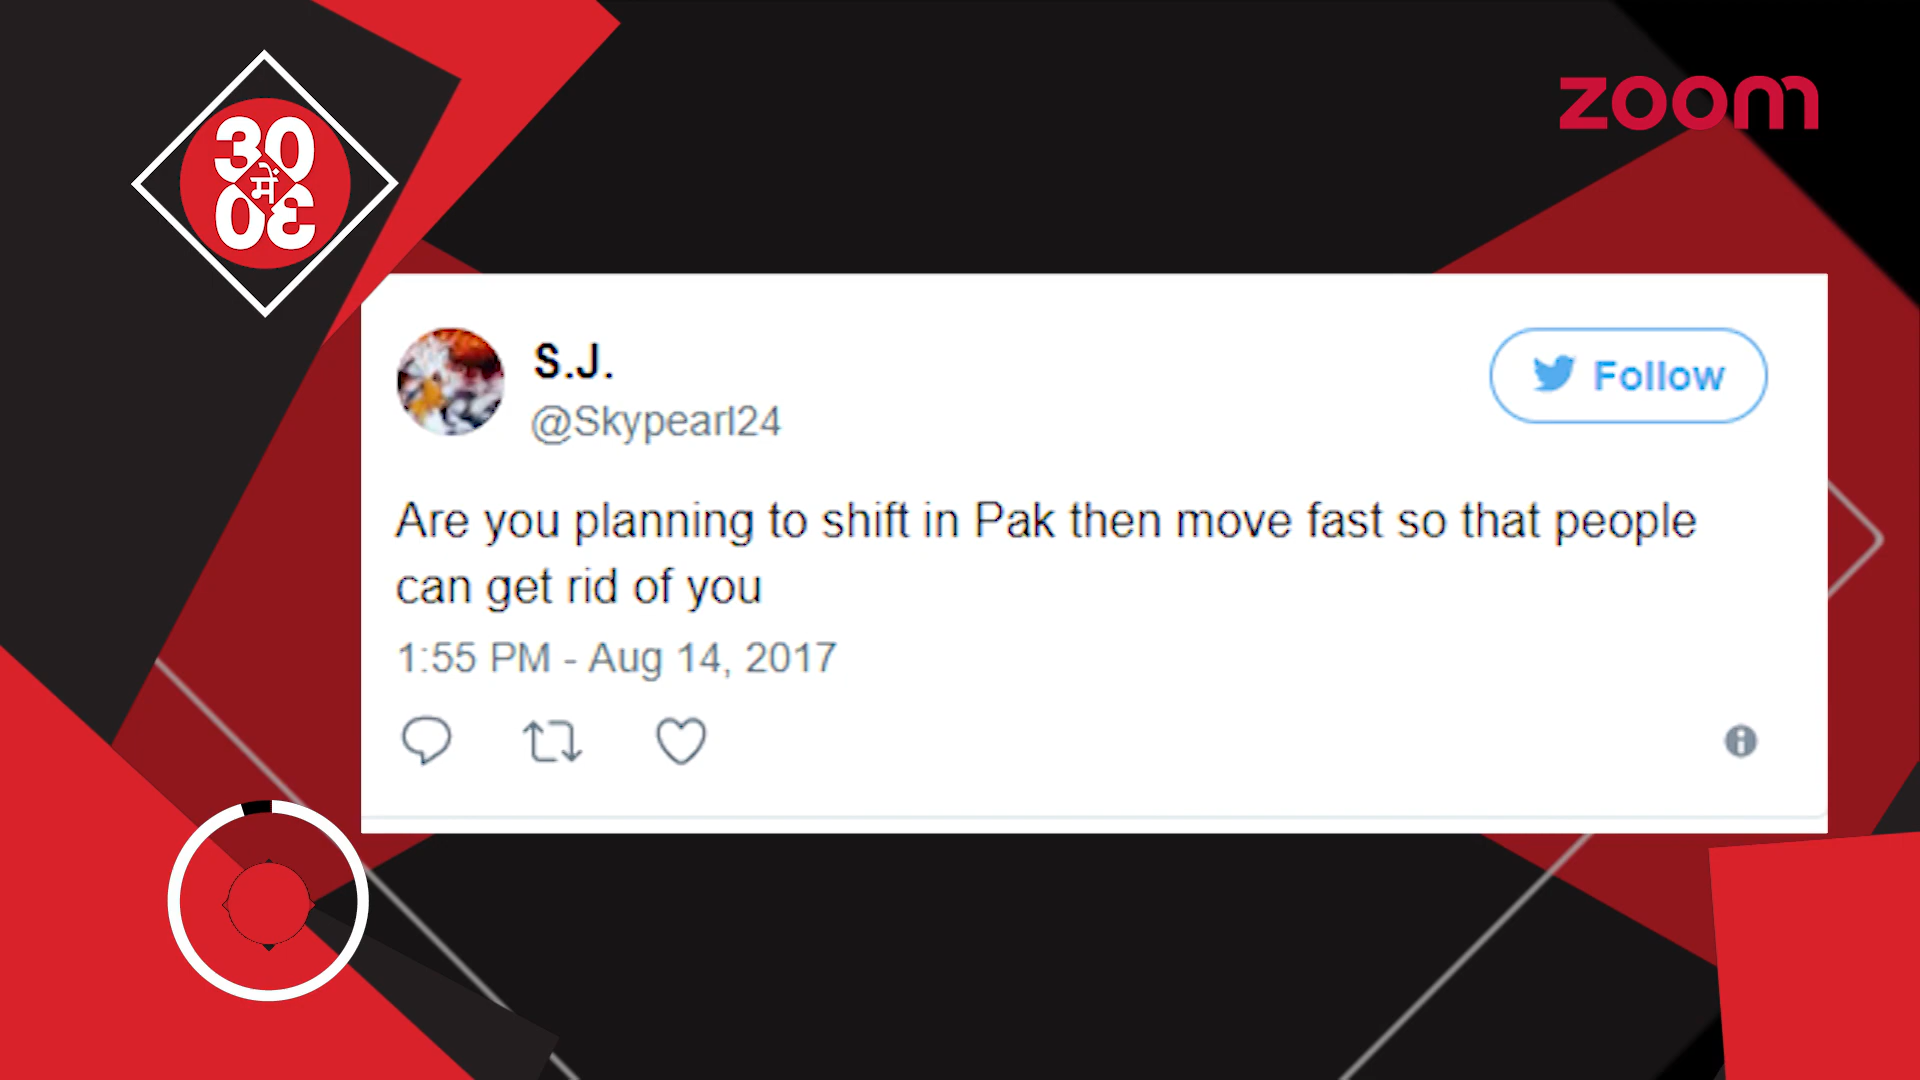 30
में
30
zoom
S.J.
@Skypearl24
Follow
Are you planning to shift in Pak then move fast so that people
can get rid of you
1:55 PM - Aug 14, 2017